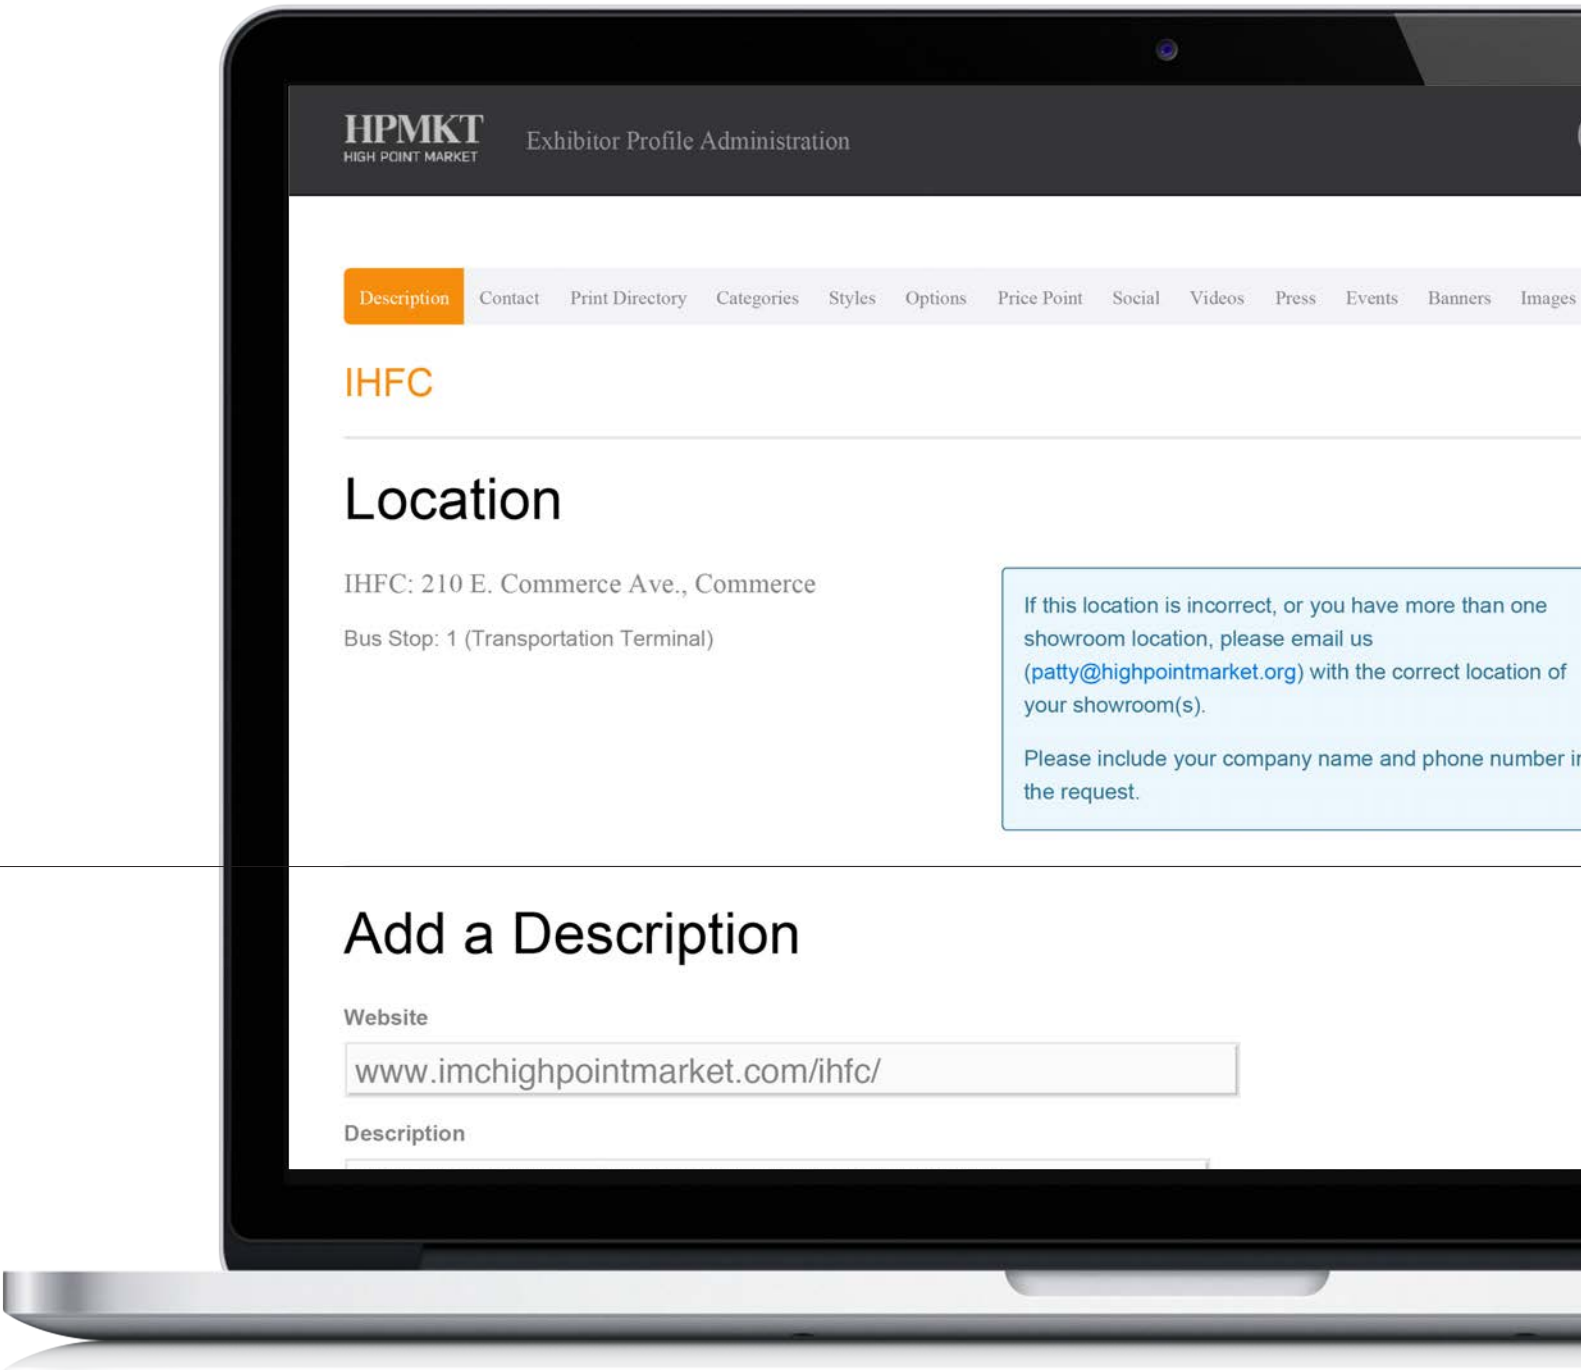 HPMKT
HIGH POINT MARKET
Exhibitor Profile Administration
Description Contact Print Directory Categories Styles Options Price Point Social Videos Press Events Banners Images
IHFC
Location
IHFC: 210 E. Commerce Ave., Commerce
Bus Stop: 1 (Transportation Terminal)
If this location is incorrect, or you have more than one
showroom location, please email us
(patty@highpointmarket.org) with the correct location of
your showroom(s).
Please include your company name and phone number in
the request.
Add a Description
Website
www.imchighpointmarket.com/ihfc/
Description